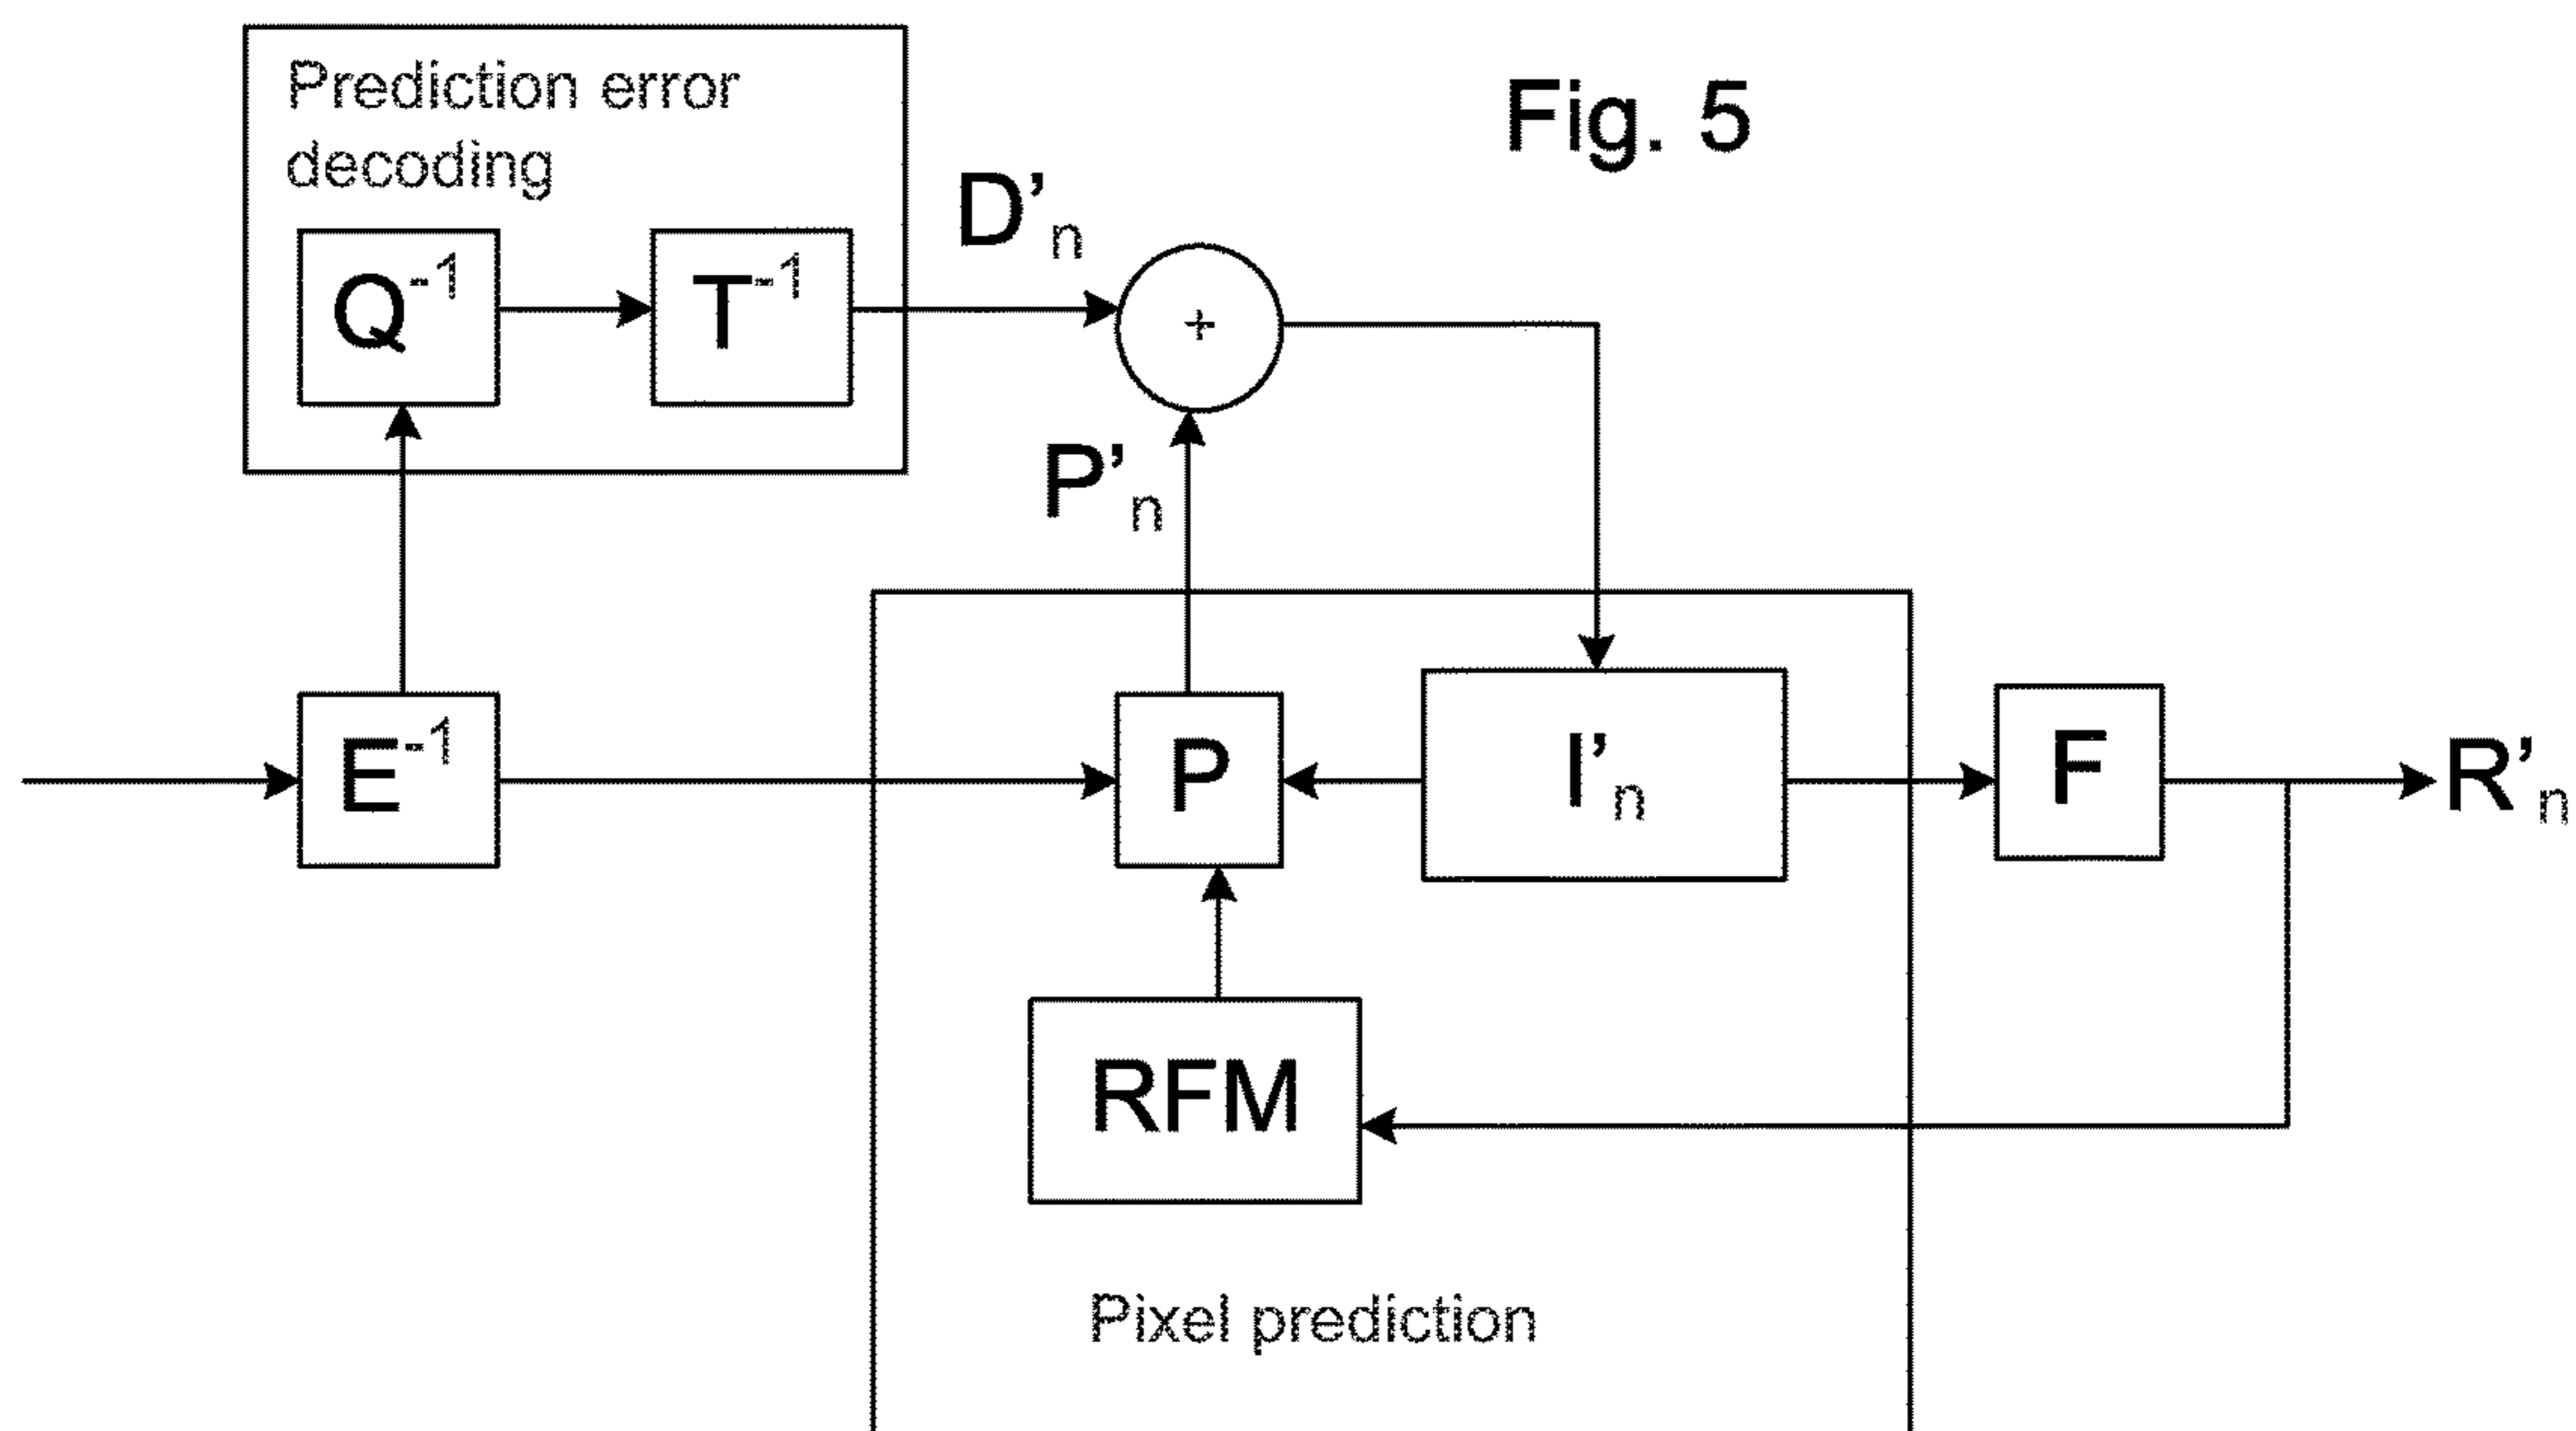 Prediction error
decoding
Fig. 5
Q⁻¹
T⁻¹
D’ₙ
+
P’ₙ
E⁻¹
P
I’ₙ
F
R’ₙ
RFM
Pixel prediction